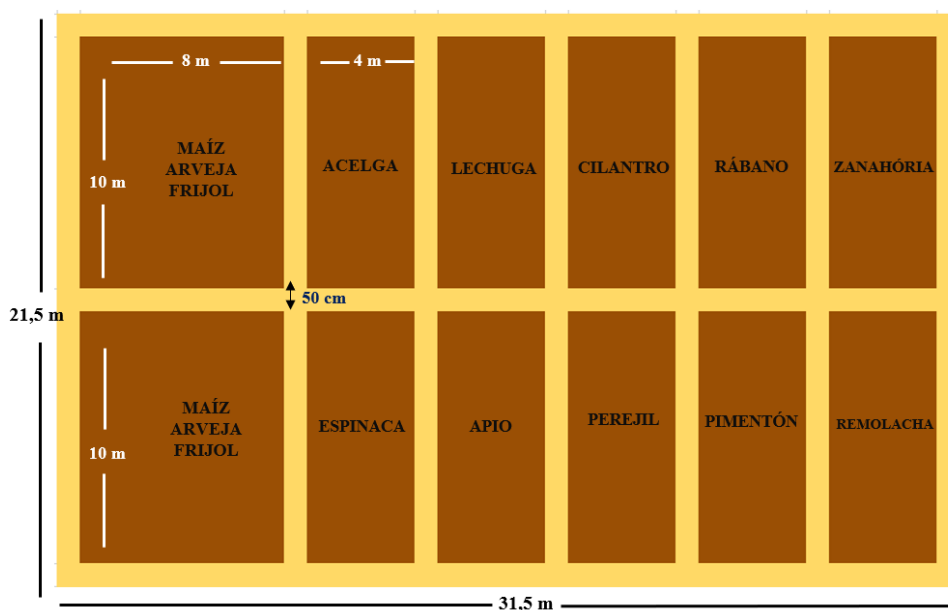 8 m
4 m
10 m
MAÍZ
ARVEJA
FRIJOL
ACELGA
LECHUGA
CILANTRO
RÁBANO
ZANAHÓRIA
50 cm
21,5 m
10 m
MAÍZ
ARVEJA
FRIJOL
ESPINACA
APIO
PEREJIL
PIMENTÓN
REMOLACHA
31,5 m